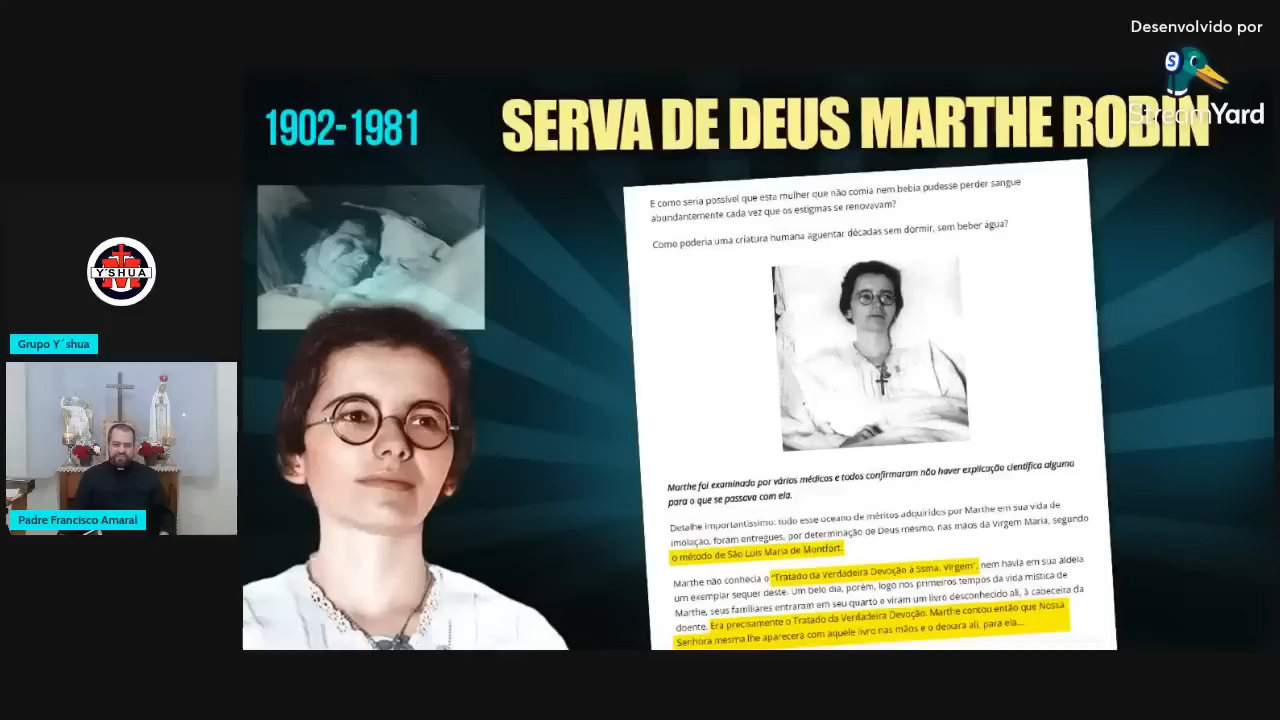 Desenvolvido por
StreamYard
1902-1981
SERVA DE DEUS MARTHE ROBIN
E como seria possível que esta mulher que não comia nem bebia pudesse perder sangue
abundantemente cada vez que os estigmas se renovavam?
Como poderia uma criatura humana aguentar décadas sem dormir, sem beber água?
Y'SHUA
Grupo Y´shua
Padre Francisco Amaral
Marthe foi examinada por vários médicos e todos confirmaram não haver explicação científica alguma
para o que se passava com ela.
Detalhe importantíssimo: todo esse oceano de méritos adquiridos por Marthe em sua vida de
imolação, foram entregues, por determinação de Deus mesmo, nas mãos da Virgem Maria, segundo
o método de São Luis Maria de Montfort.
Marthe não conhecia o "Tratado da Verdadeira Devoção à Ssma. Virgem", nem havia em sua aldeia
um exemplar sequer deste. Um belo dia, porém, logo nos primeiros tempos da vida mística de
Marthe, seus familiares entraram em seu quarto e viram um livro desconhecido ali, à cabeceira da
doente. Era precisamente o Tratado da Verdadeira Devoção. Marthe contou então que Nossa
Senhora mesma lhe aparecera com aquele livro nas mãos e o deixara ali, para ela...